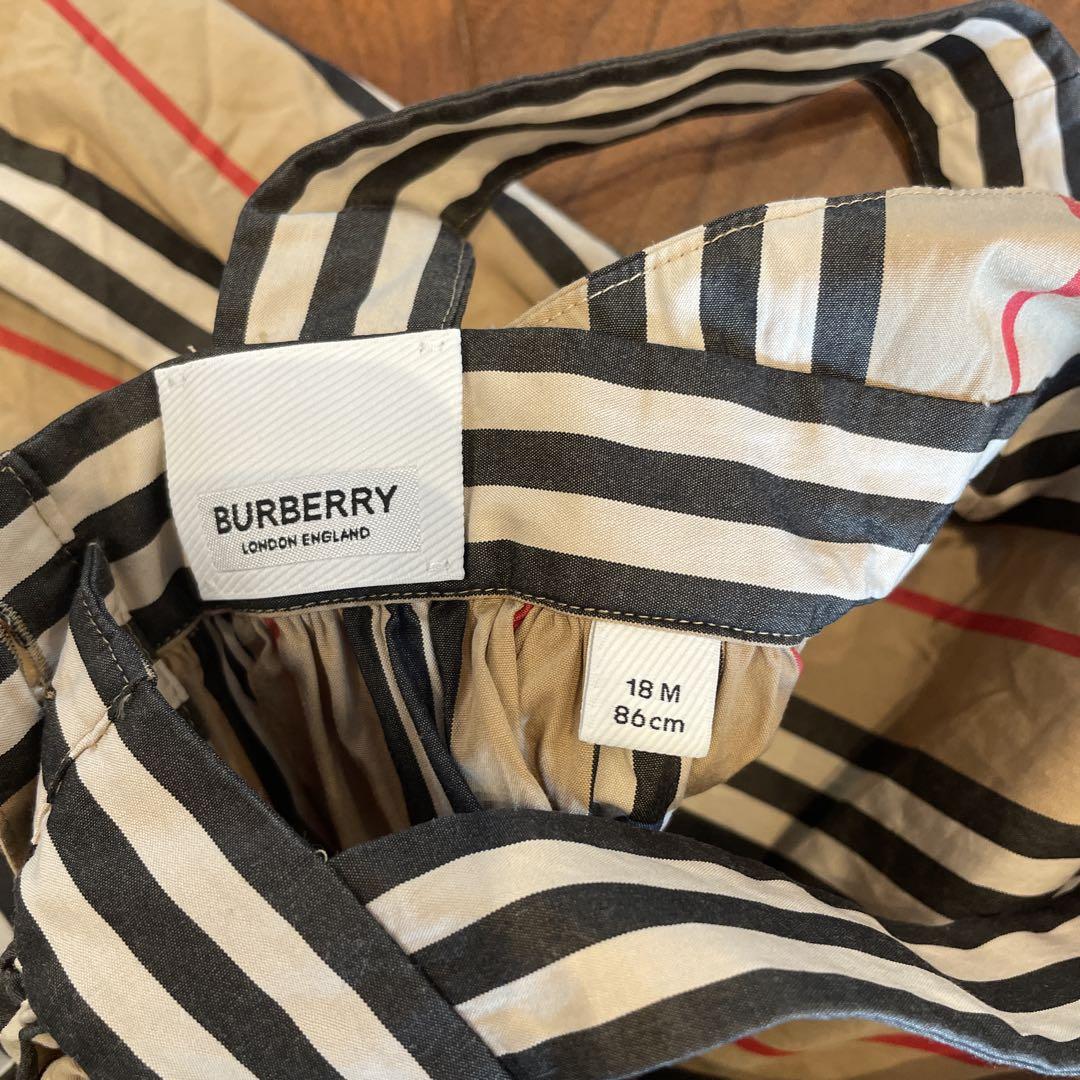 BURBERRY
LONDON ENGLAND
18 M
86cm